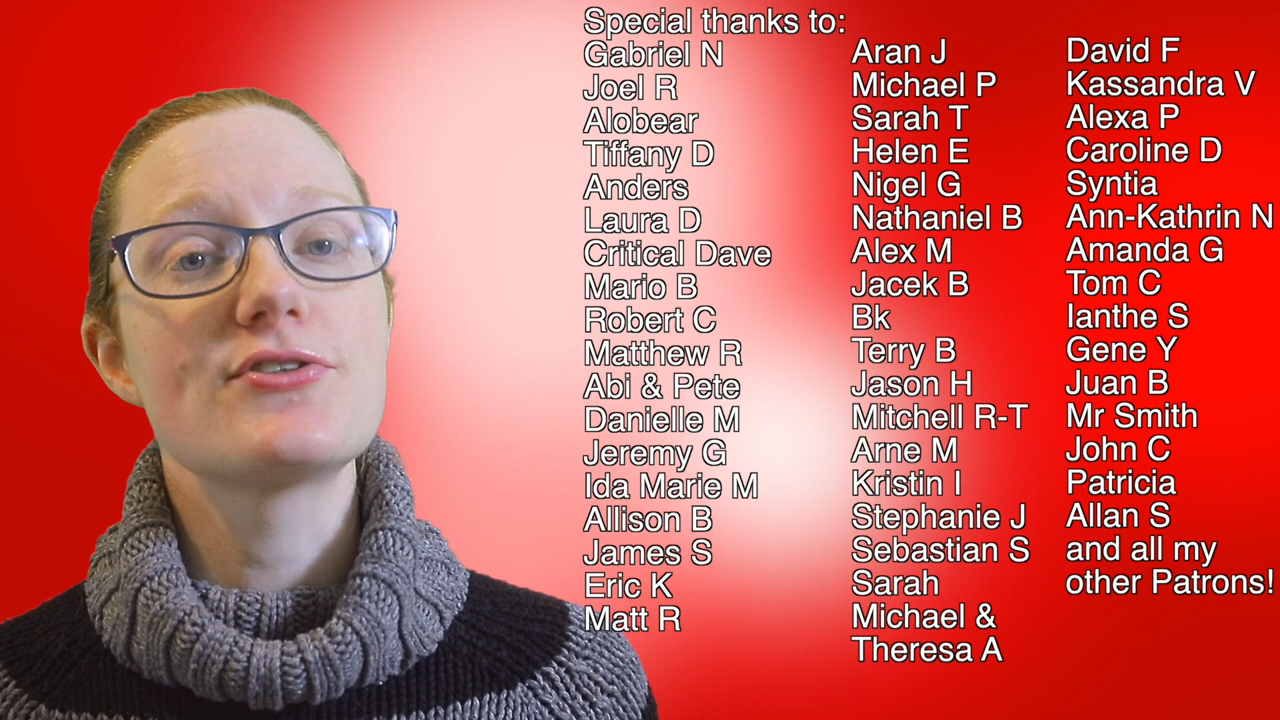 Special thanks to:
Gabriel N
Joel R
Alobear
Tiffany D
Anders
Laura D
Critical Dave
Mario B
Robert C
Matthew R
Abi & Pete
Danielle M
Jeremy G
Ida Marie M
Allison B
James S
Eric K
Matt R
Aran J
Michael P
Sarah T
Helen E
Nigel G
Nathaniel B
Alex M
Jacek B
Bk
Terry B
Jason H
Mitchell R-T
Arne M
Kristin I
Stephanie J
Sebastian S
Sarah
Michael &
Theresa A
David F
Kassandra V
Alexa P
Caroline D
Syntia
Ann-Kathrin N
Amanda G
Tom C
Ianthe S
Gene Y
Juan B
Mr Smith
John C
Patricia
Allan S
and all my
other Patrons!